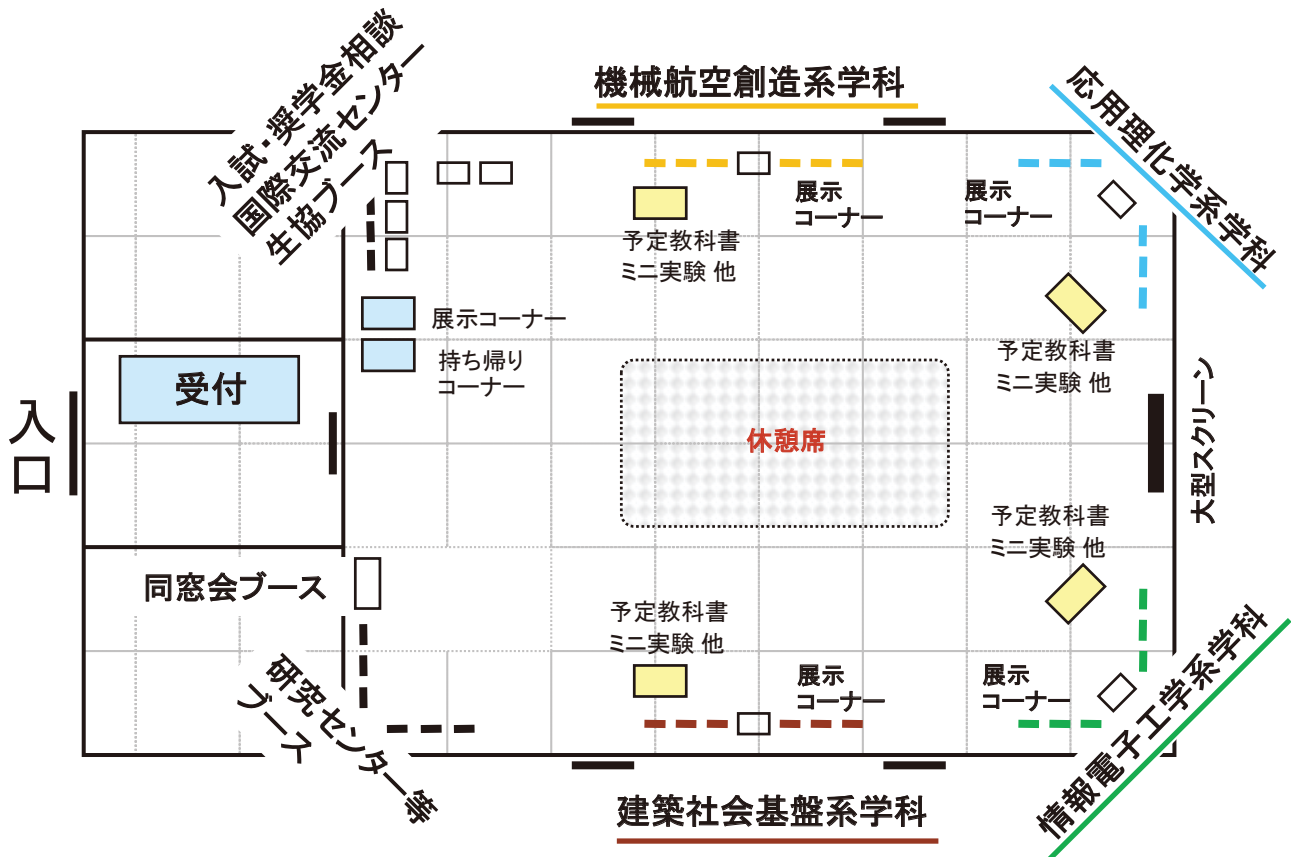 入試・奨学金相談
国際交流センター
生協ブース
機械航空創造系学科
応用理化学系学科
展示
コーナー
展示
コーナー
予定教科書
ミニ実験 他
展示コーナー
持ち帰り
コーナー
予定教科書
ミニ実験 他
受付
入口
休憩席
大型スクリーン
予定教科書
ミニ実験 他
同窓会ブース
予定教科書
ミニ実験 他
展示
コーナー
展示
コーナー
研究センター等
ブース
建築社会基盤系学科
情報電子工学系学科